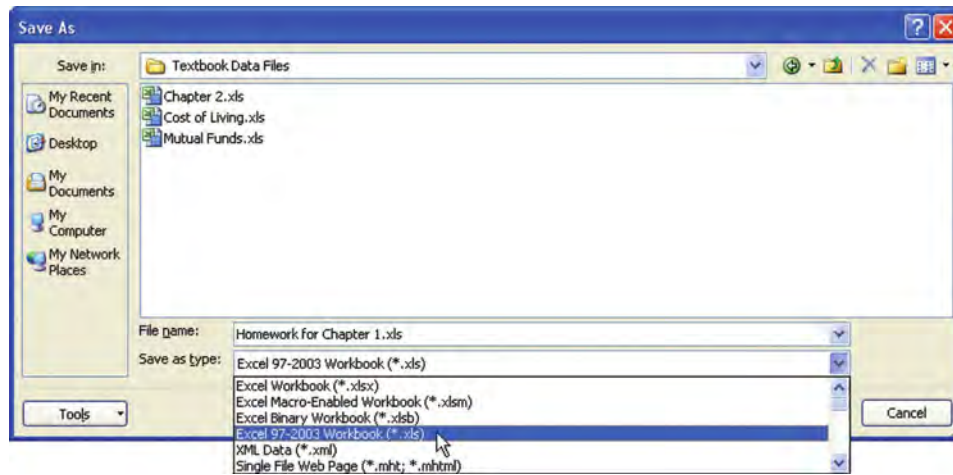 Save As
Save in:
Textbook Data Files
My Recent
Documents
Desktop
My
Documents
My
Computer
My Network
Places
Chapter 2.xls
Cost of Living.xls
Mutual Funds.xls
File name:
Homework for Chapter 1.xls
Save as type:
Excel 97-2003 Workbook (*.xls)
Excel Workbook (*.xlsx)
Excel Macro-Enabled Workbook (*.xlsm)
Excel Binary Workbook (*.xlsb)
Excel 97-2003 Workbook (*.xls)
XML Data (*.xml)
Single File Web Page (*.mht; *.mhtml)
Tools
Cancel